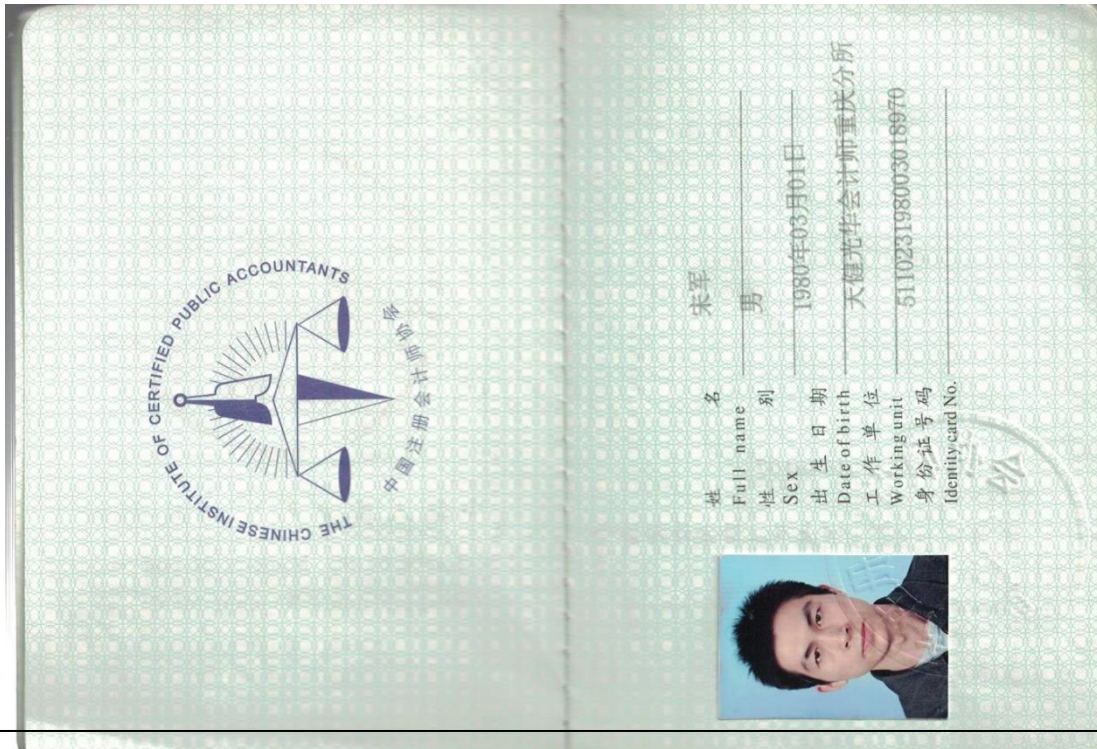 THE CHINESE INSTITUTE OF CERTIFIED PUBLIC ACCOUNTANTS
中国注册会计师协会
姓 名 宋军
Full name
性 别 男
Sex
出生日期 1980年03月01日
Date of birth
工作单位 天健光华会计师重庆分所
Working unit
身份证号码 511023198003018970
Identity card No.